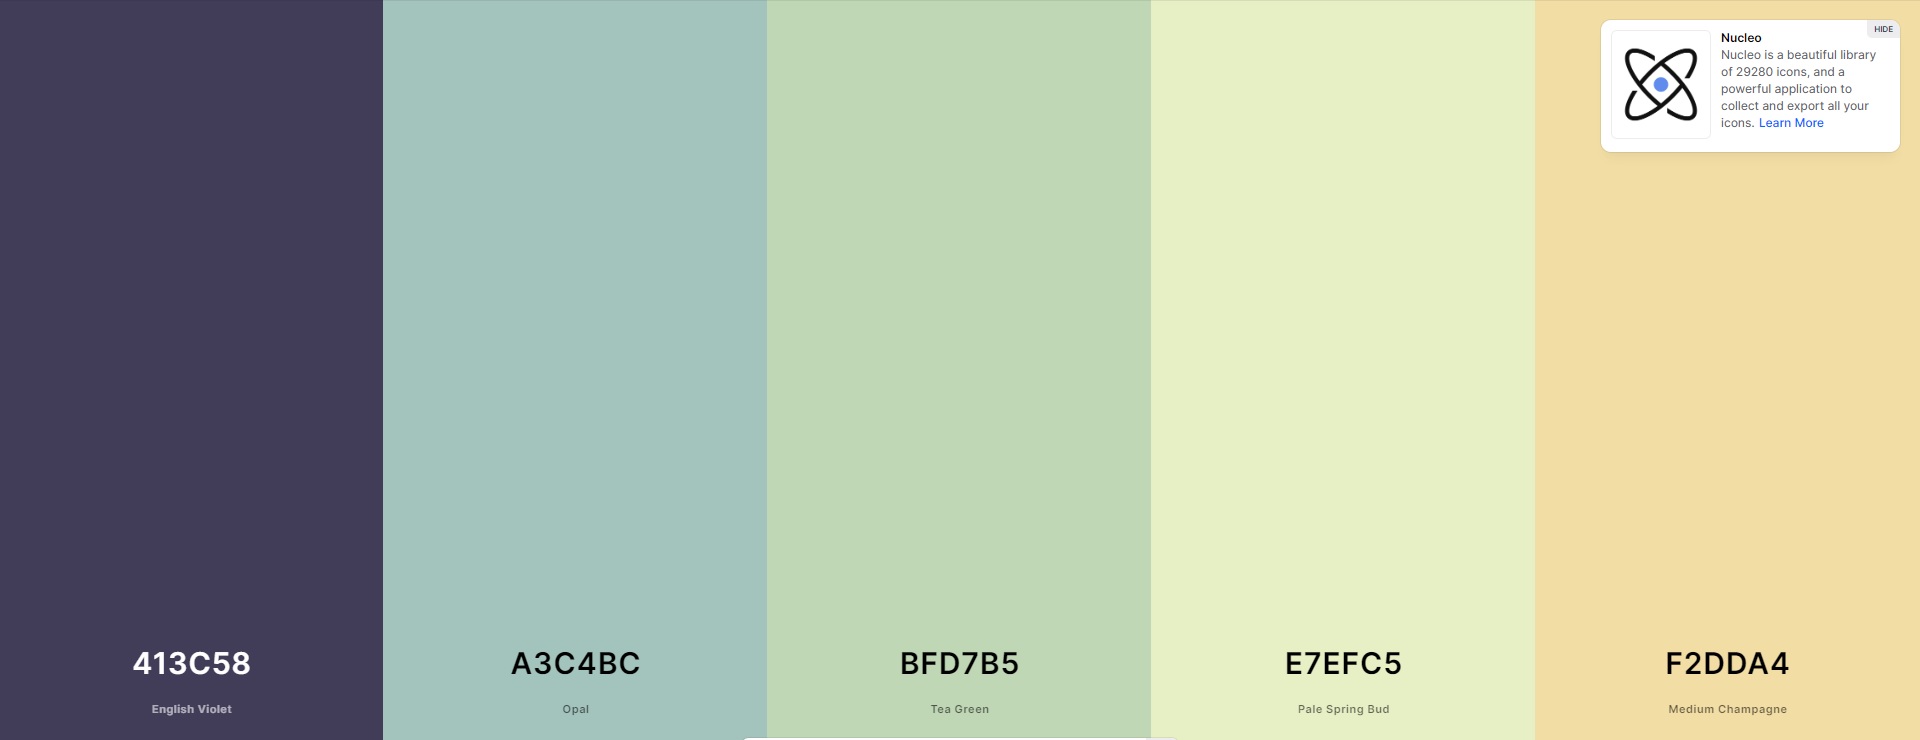 HIDE
Nucleo
Nucleo is a beautiful library
of 29280 icons, and a
powerful application to
collect and export all your
icons. Learn More
413C58
English Violet
A3C4BC
Opal
BFD7B5
Tea Green
E7EFC5
Pale Spring Bud
F2DDA4
Medium Champagne